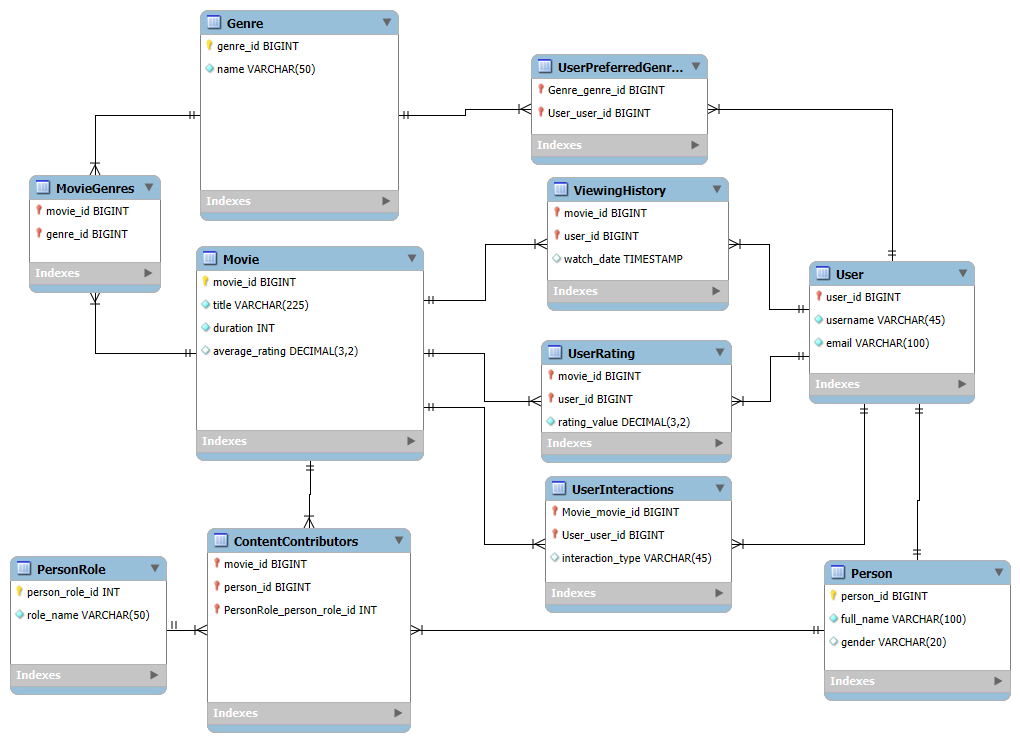 Genre
genre_id BIGINT
name VARCHAR(50)
Indexes
UserPreferredGenr...
Genre_genre_id BIGINT
User_user_id BIGINT
Indexes
MovieGenres
movie_id BIGINT
genre_id BIGINT
Indexes
ViewingHistory
movie_id BIGINT
user_id BIGINT
watch_date TIMESTAMP
Indexes
Movie
movie_id BIGINT
title VARCHAR(225)
duration INT
average_rating DECIMAL(3,2)
Indexes
User
user_id BIGINT
username VARCHAR(45)
email VARCHAR(100)
Indexes
UserRating
movie_id BIGINT
user_id BIGINT
rating_value DECIMAL(3,2)
Indexes
UserInteractions
Movie_movie_id BIGINT
User_user_id BIGINT
interaction_type VARCHAR(45)
Indexes
ContentContributors
movie_id BIGINT
person_id BIGINT
PersonRole_person_role_id INT
Indexes
PersonRole
person_role_id INT
role_name VARCHAR(50)
Indexes
Person
person_id BIGINT
full_name VARCHAR(100)
gender VARCHAR(20)
Indexes